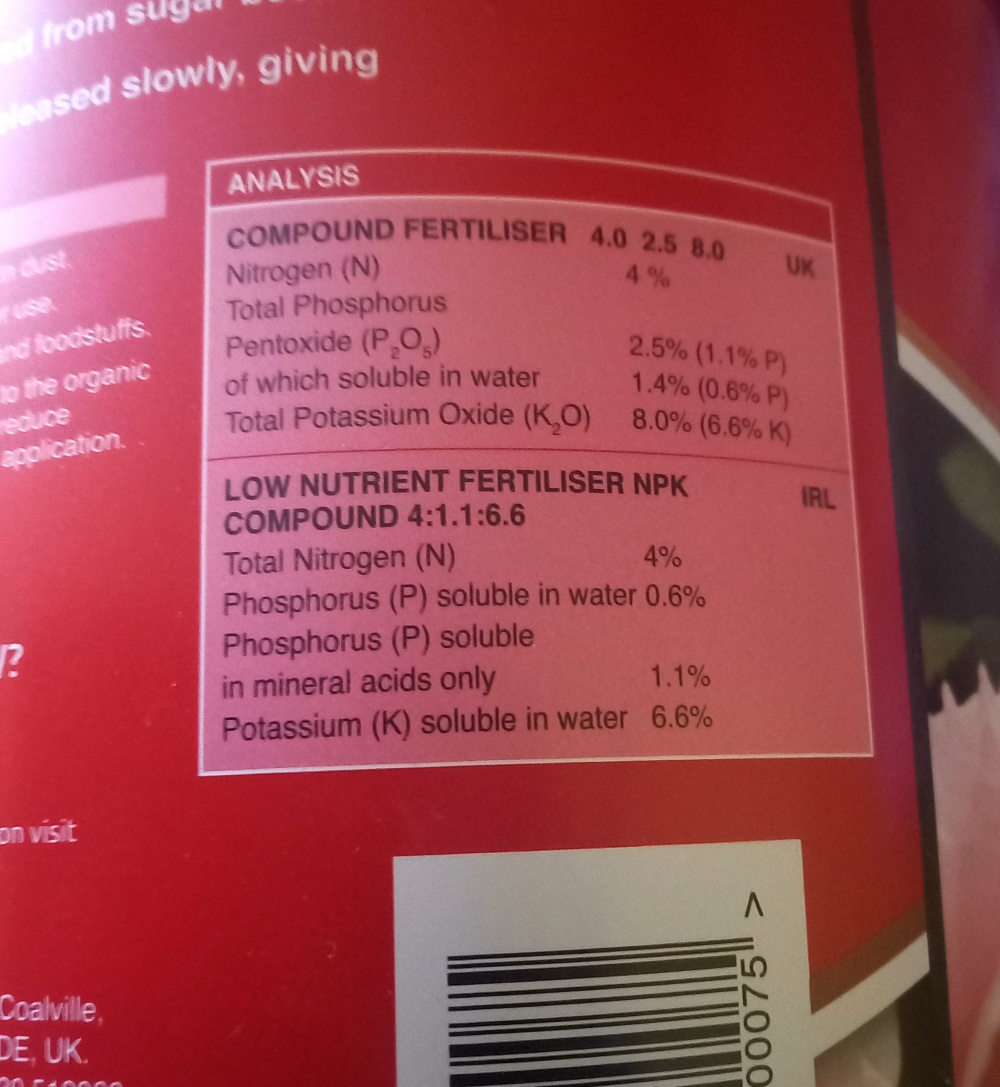 from sugar
released slowly, giving
ANALYSIS
COMPOUND FERTILISER 4.0 2.5 8.0 UK
Nitrogen (N) 4 %
Total Phosphorus
Pentoxide (P₂O₅) 2.5% (1.1% P)
of which soluble in water 1.4% (0.6% P)
Total Potassium Oxide (K₂O) 8.0% (6.6% K)
LOW NUTRIENT FERTILISER NPK IRL
COMPOUND 4:1.1:6.6
Total Nitrogen (N) 4%
Phosphorus (P) soluble in water 0.6%
Phosphorus (P) soluble
in mineral acids only 1.1%
Potassium (K) soluble in water 6.6%
dust.
use.
and foodstuffs.
to the organic
reduce
application.
?
on visit
Coalville,
DE, UK.
00075 >